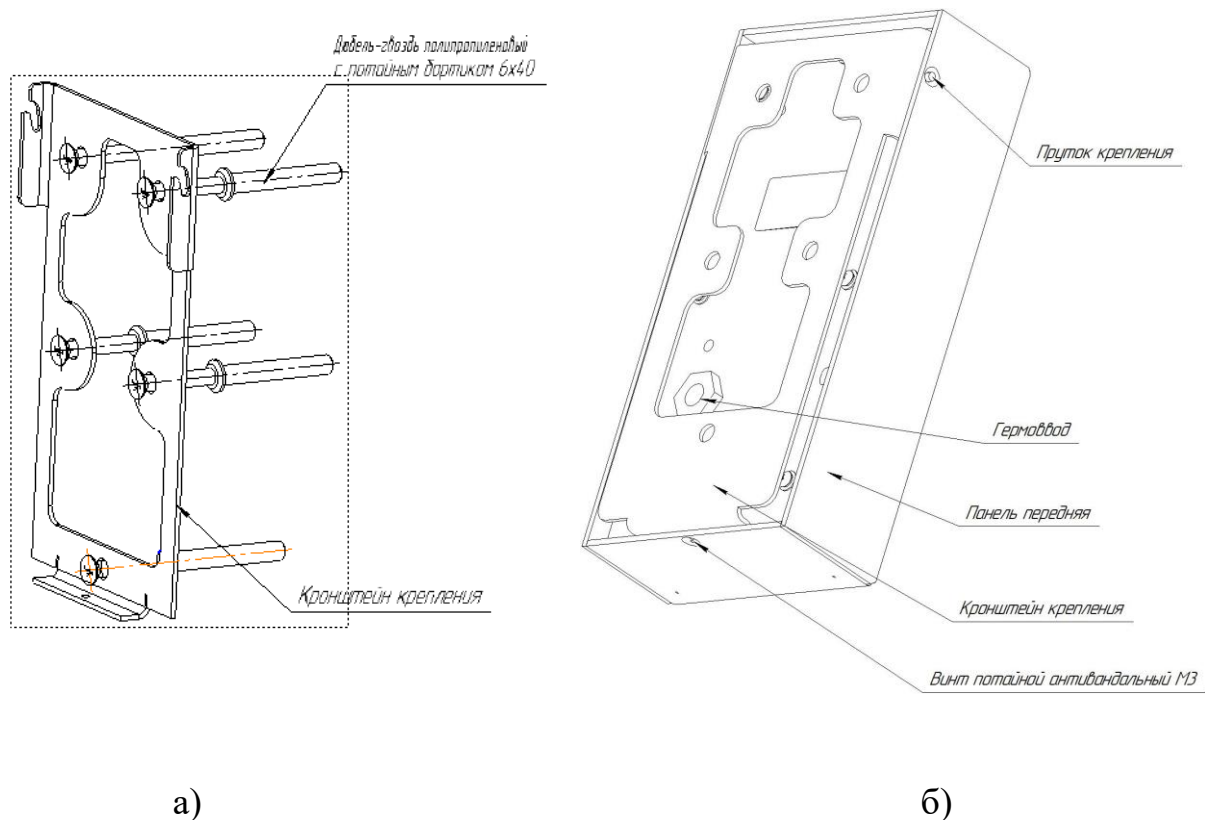 Дюбель-гвоздь полипропиленовый
с потайным бортиком 6х40
Кронштейн крепления
Пруток крепления
Гермоввод
Панель передняя
Кронштейн крепления
Винт потайной антивандальный М3
а)
б)